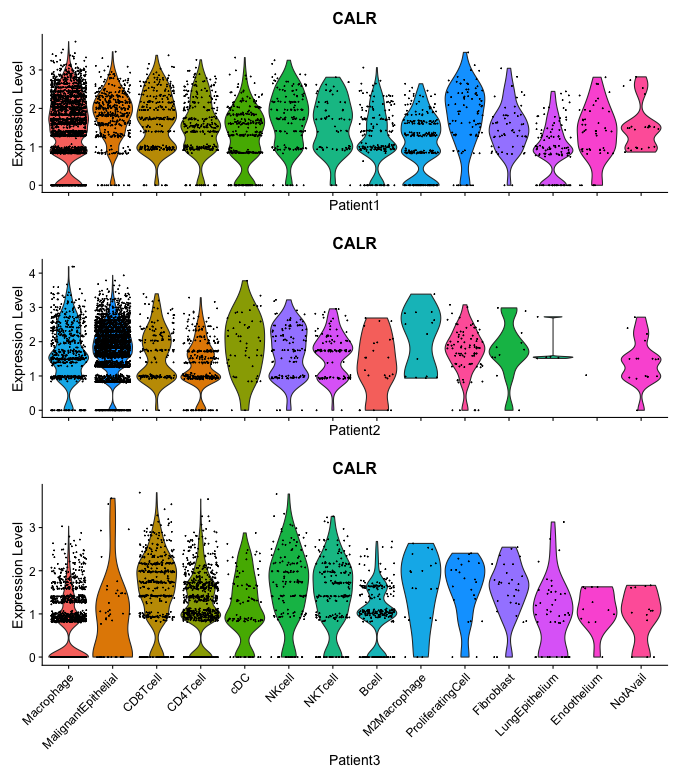 CALR
Expression Level
3
2
1
0
Patient1
CALR
Expression Level
4
3
2
1
0
Patient2
CALR
Expression Level
3
2
1
0
Macrophage
MalignantEpithelial
CD8Tcell
CD4Tcell
cDC
NKcell
NKTcell
Bcell
M2Macrophage
ProliferatingCell
Fibroblast
LungEpithelium
Endothelium
NotAvail
Patient3